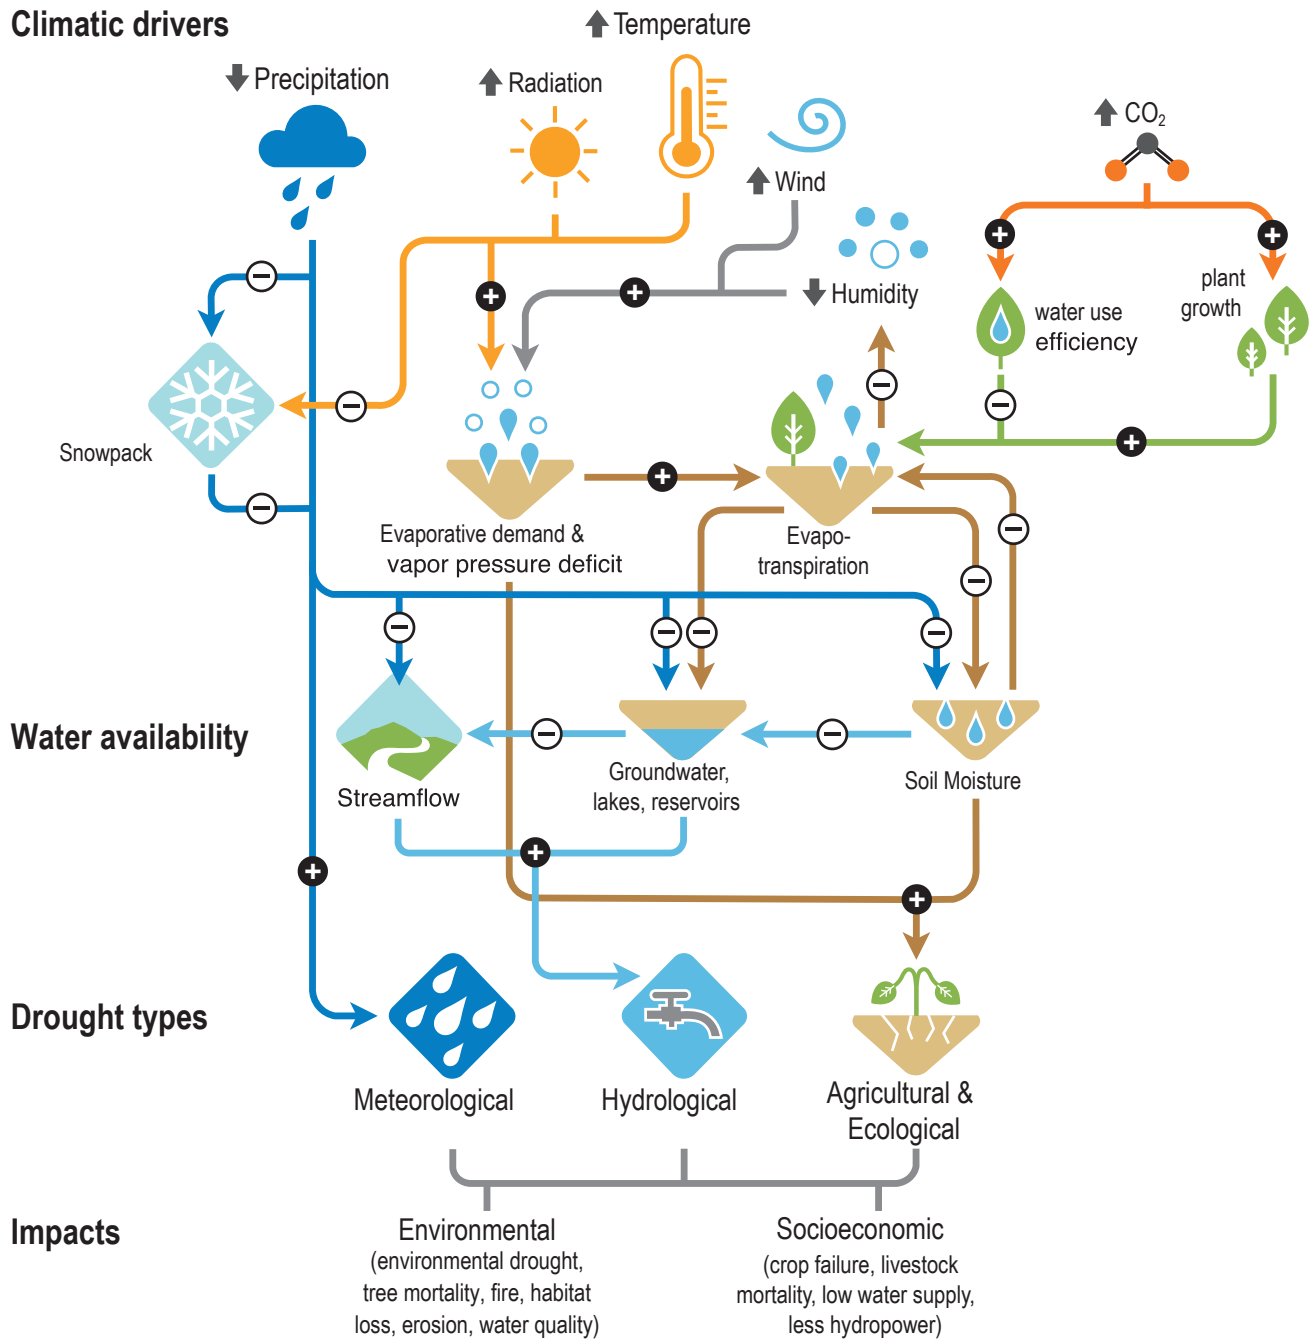 Climatic drivers
Temperature
Precipitation
Radiation
CO₂
Wind
plant
growth
Humidity
water use
efficiency
Snowpack
Evaporative demand &
vapor pressure deficit
Evapo-
transpiration
Water availability
Streamflow
Groundwater,
lakes, reservoirs
Soil Moisture
Drought types
Meteorological
Hydrological
Agricultural &
Ecological
Impacts
Environmental
(environmental drought,
tree mortality, fire, habitat
loss, erosion, water quality)
Socioeconomic
(crop failure, livestock
mortality, low water supply,
less hydropower)